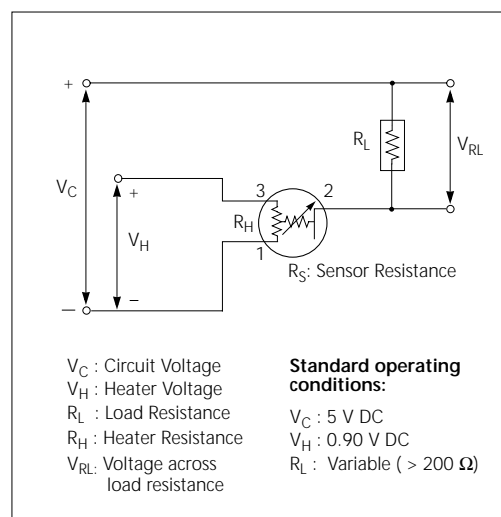 +
R_L
V_RL
V_C
+
V_H
−
3
2
R_H
1
R_S: Sensor Resistance
—
V_C : Circuit Voltage
V_H : Heater Voltage
R_L : Load Resistance
R_H : Heater Resistance
V_RL: Voltage across
load resistance
Standard operating
conditions:
V_C : 5 V DC
V_H : 0.90 V DC
R_L : Variable ( > 200 Ω)